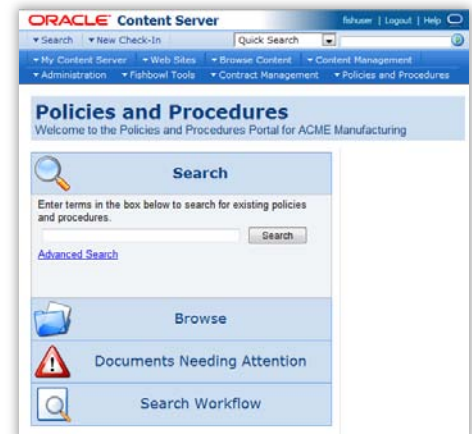 ORACLE Content Server
fishuser | Logout | Help
Search New Check-In Quick Search
My Content Server Web Sites Browse Content Content Management
Administration Fishbowl Tools Contract Management Policies and Procedures
Policies and Procedures
Welcome to the Policies and Procedures Portal for ACME Manufacturing
Search
Enter terms in the box below to search for existing policies
and procedures.
Search
Advanced Search
Browse
Documents Needing Attention
Search Workflow